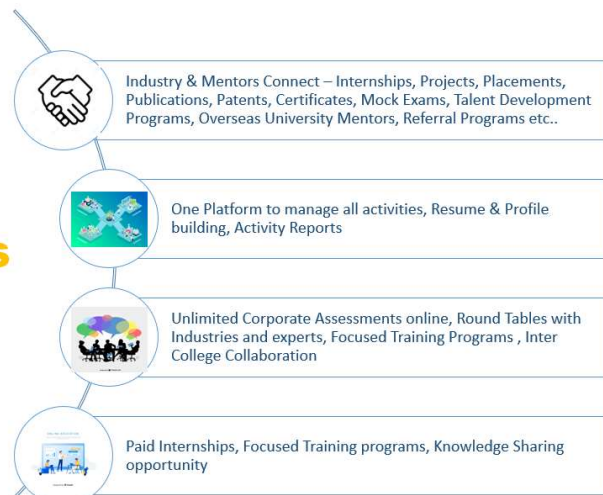 Industry & Mentors Connect – Internships, Projects, Placements,
Publications, Patents, Certificates, Mock Exams, Talent Development
Programs, Overseas University Mentors, Referral Programs etc..
One Platform to manage all activities, Resume & Profile
building, Activity Reports
s
Unlimited Corporate Assessments online, Round Tables with
Industries and experts, Focused Training Programs , Inter
College Collaboration
Paid Internships, Focused Training programs, Knowledge Sharing
opportunity